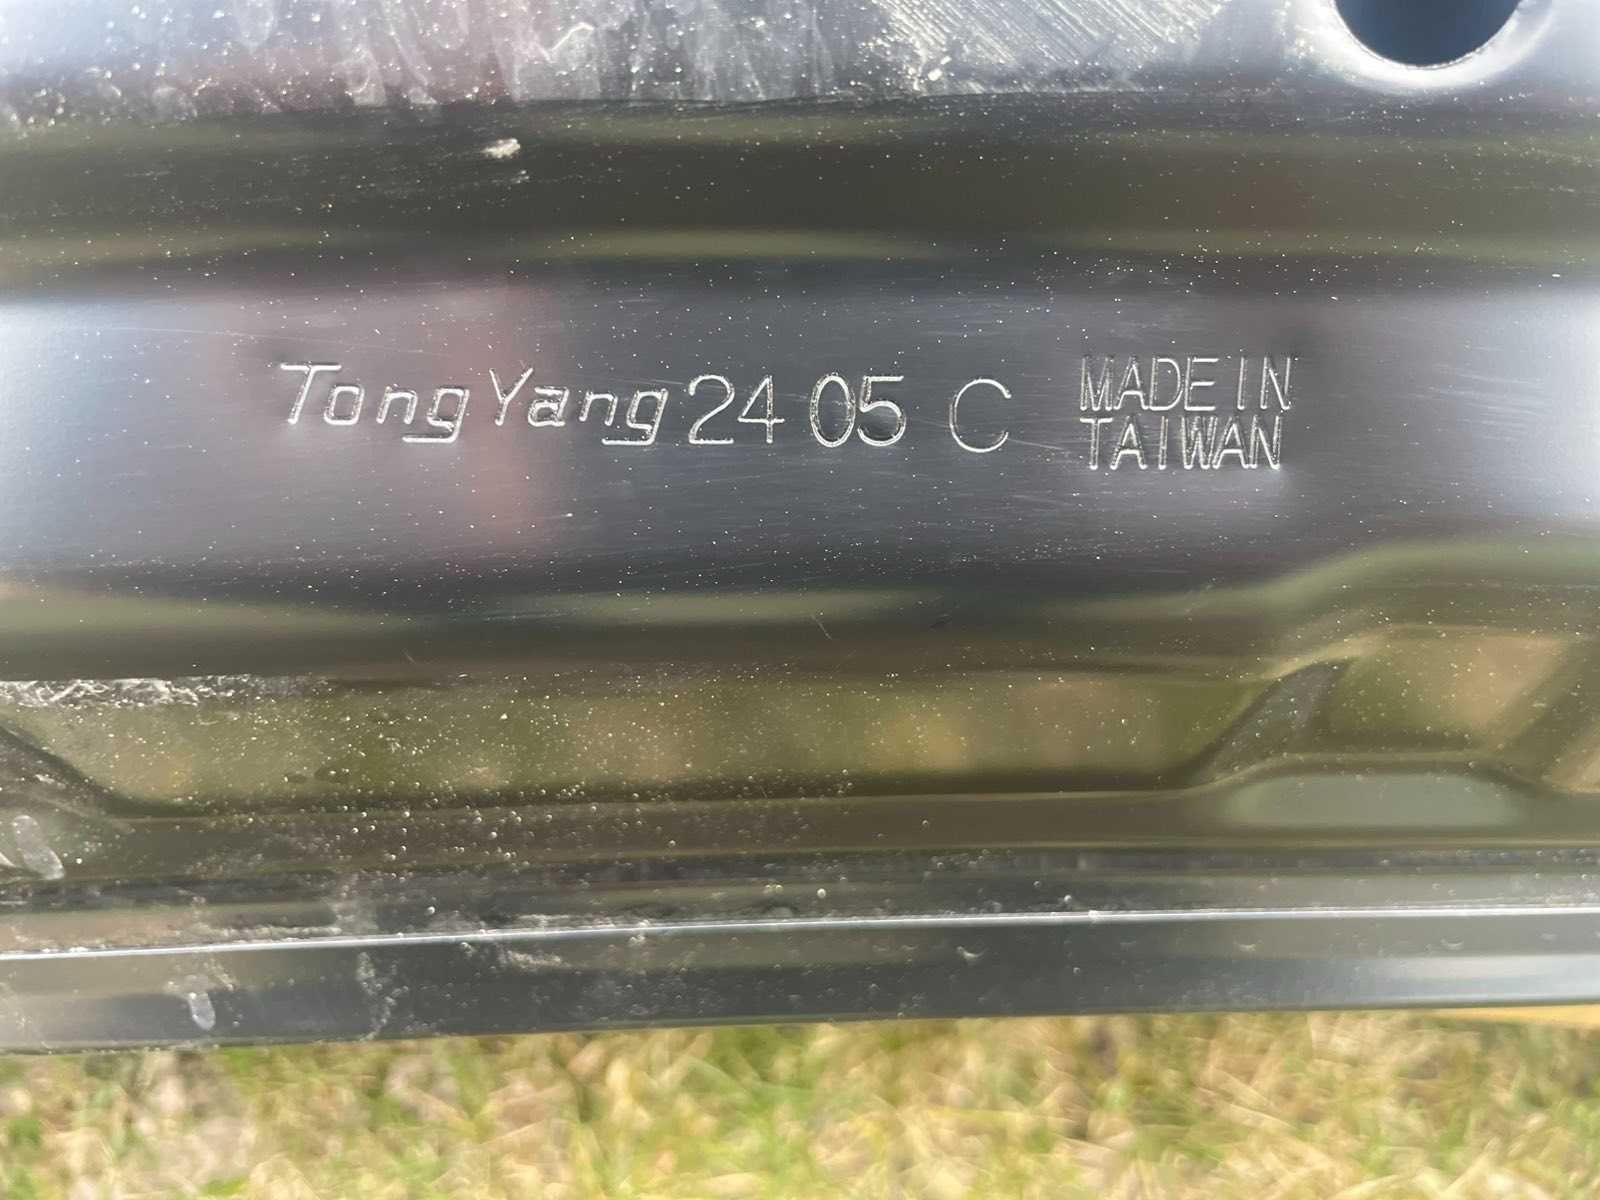 Tong Yang 24 05 C MADE IN
TAIWAN